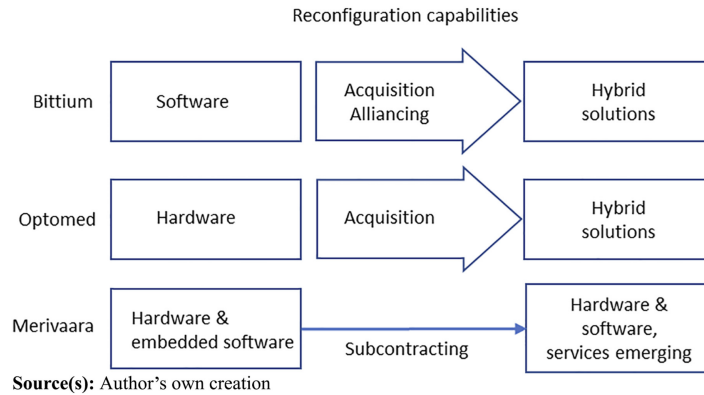 Reconfiguration capabilities
Bittium
Software
Acquisition
Alliancing
Hybrid
solutions
Optomed
Hardware
Acquisition
Hybrid
solutions
Merivaara
Hardware &
embedded software
Subcontracting
Hardware &
software,
services emerging
Source(s): Author's own creation